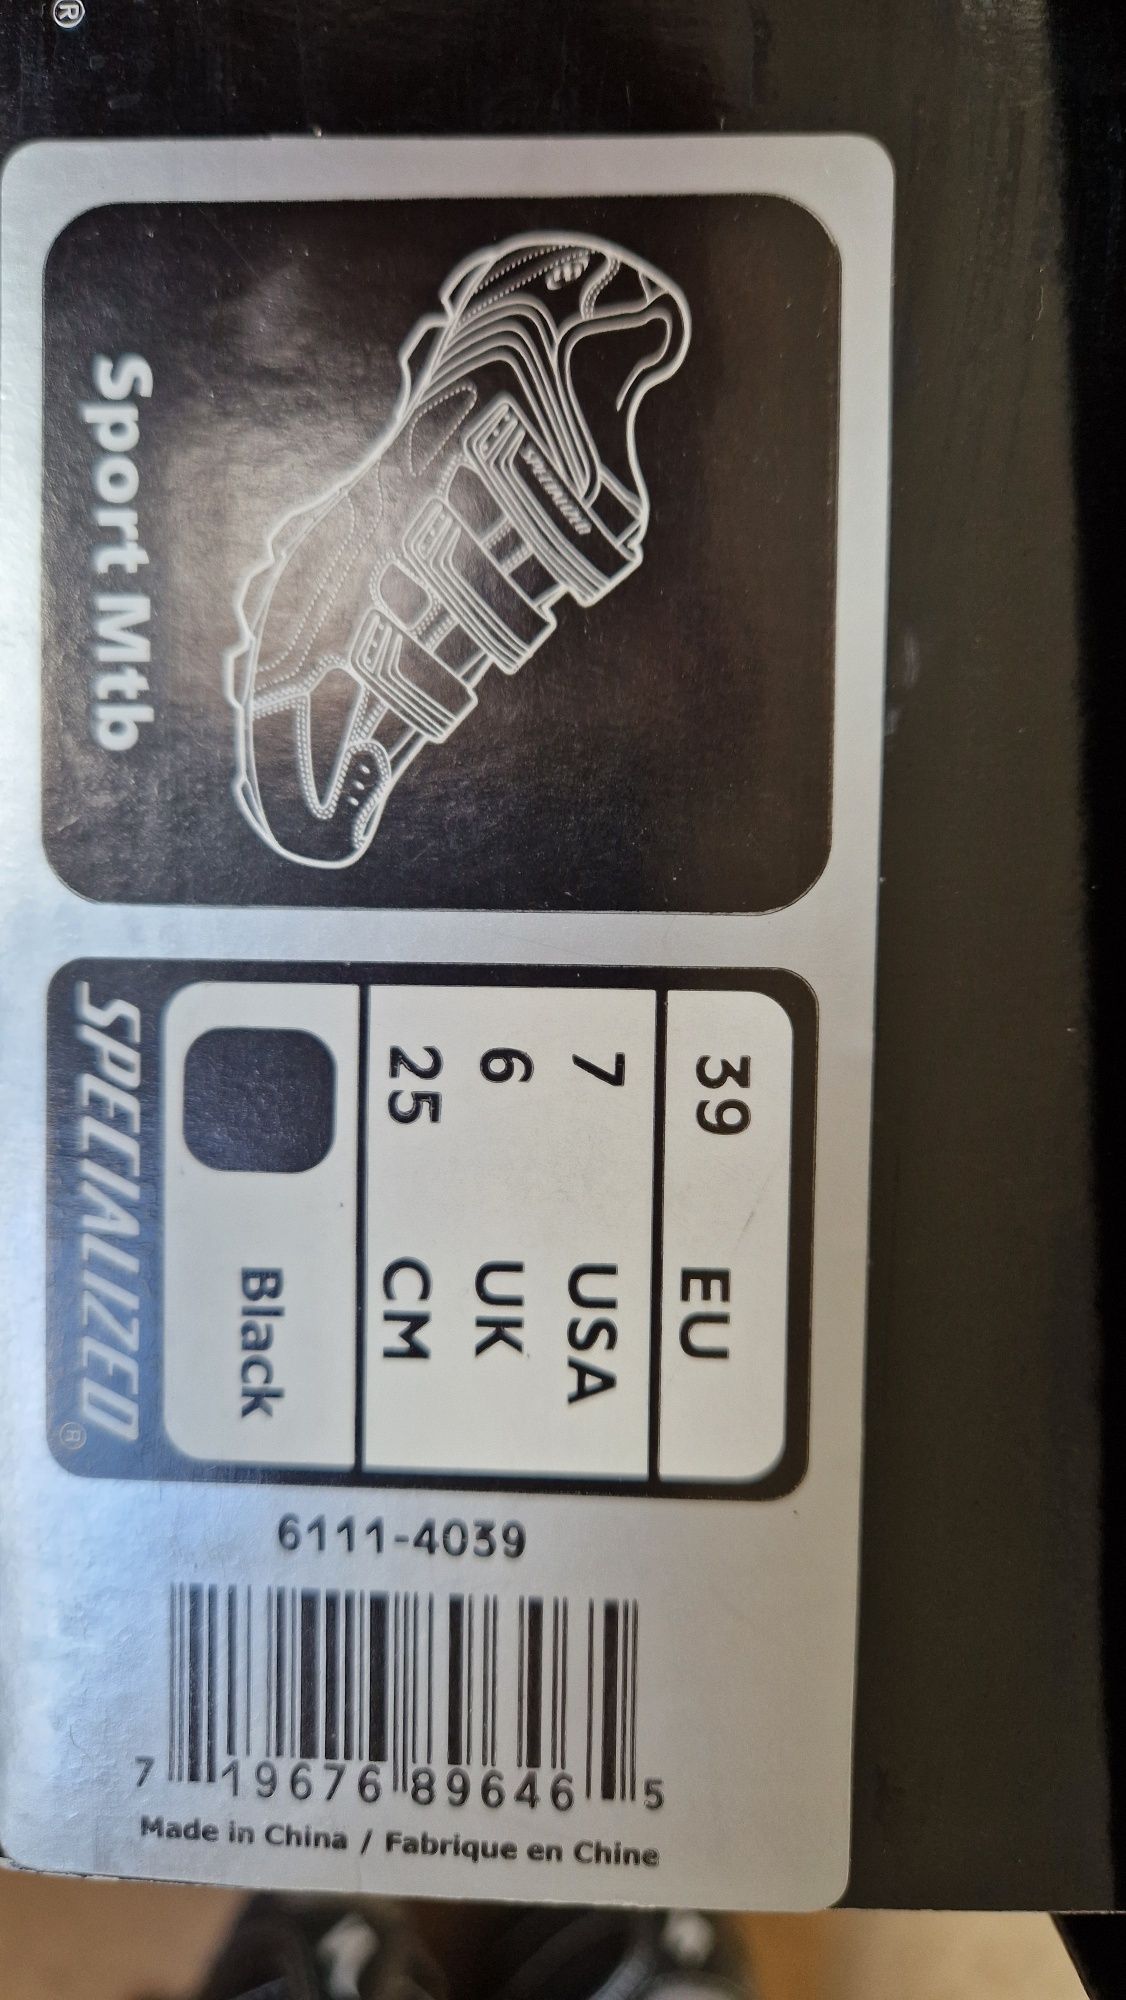 ®
SPECIALIZED
Sport Mtb
39 EU
7 USA
6 UK
25 CM
Black
SPECIALIZED®
6111-4039
7 19676 89646 5
Made in China / Fabrique en Chine